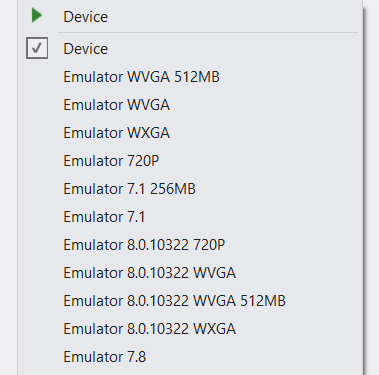 Device
Device
Emulator WVGA 512MB
Emulator WVGA
Emulator WXGA
Emulator 720P
Emulator 7.1 256MB
Emulator 7.1
Emulator 8.0.10322 720P
Emulator 8.0.10322 WVGA
Emulator 8.0.10322 WVGA 512MB
Emulator 8.0.10322 WXGA
Emulator 7.8